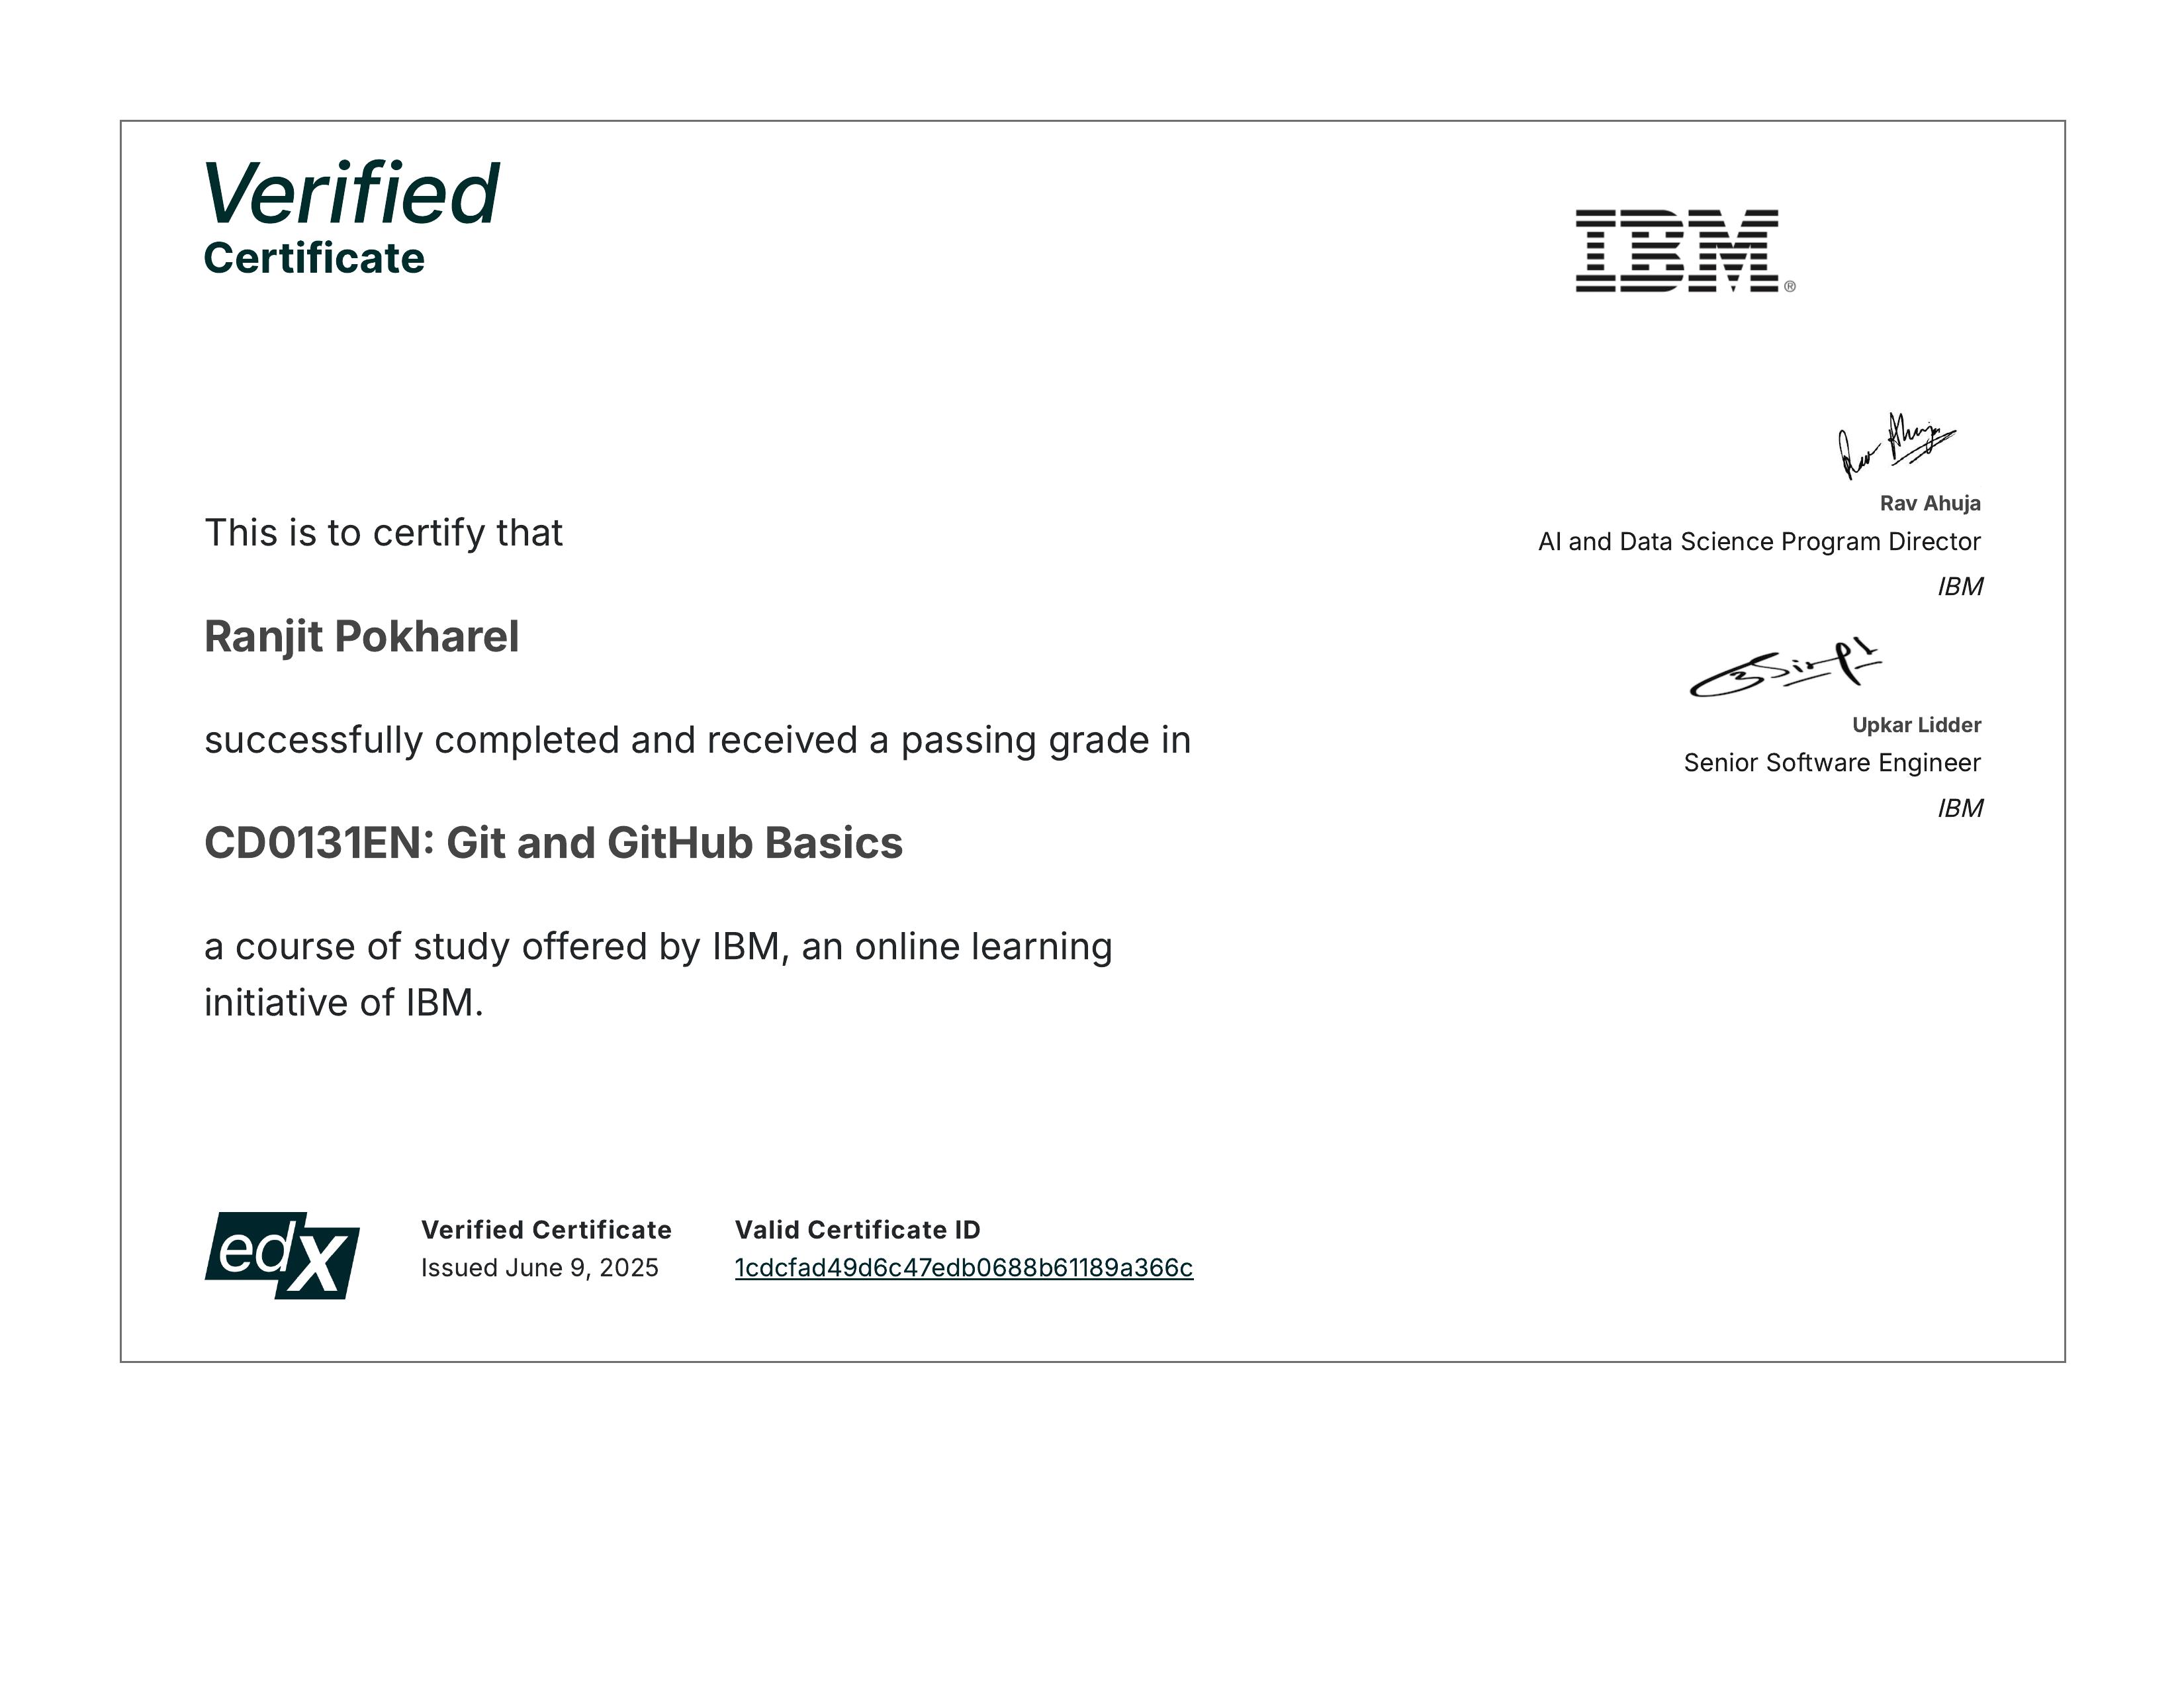 Verified
Certificate
IBM®
This is to certify that
Ranjit Pokharel
successfully completed and received a passing grade in
CD0131EN: Git and GitHub Basics
a course of study offered by IBM, an online learning
initiative of IBM.
Rav Ahuja
Rav Ahuja
AI and Data Science Program Director
IBM
Upkar Lidder
Senior Software Engineer
IBM
edX
Verified Certificate
Issued June 9, 2025
Valid Certificate ID
1cdcfad49d6c47edb0688b61189a366c